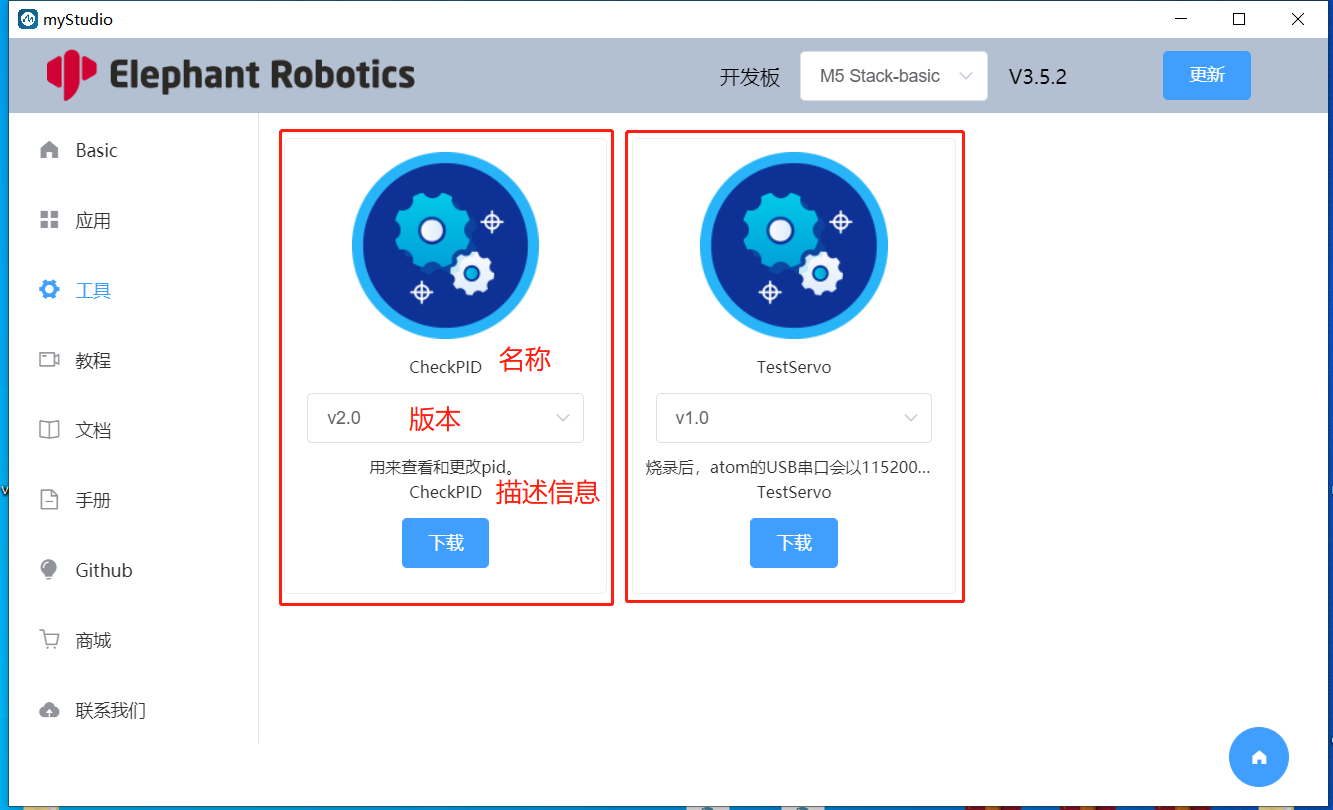 myStudio
Elephant Robotics
开发板
M5 Stack-basic
V3.5.2
更新
Basic
应用
工具
教程
文档
手册
Github
商城
联系我们
CheckPID
名称
v2.0
版本
用来查看和更改pid。
CheckPID
描述信息
下载
TestServo
v1.0
烧录后，atom的USB串口会以115200...
TestServo
下载